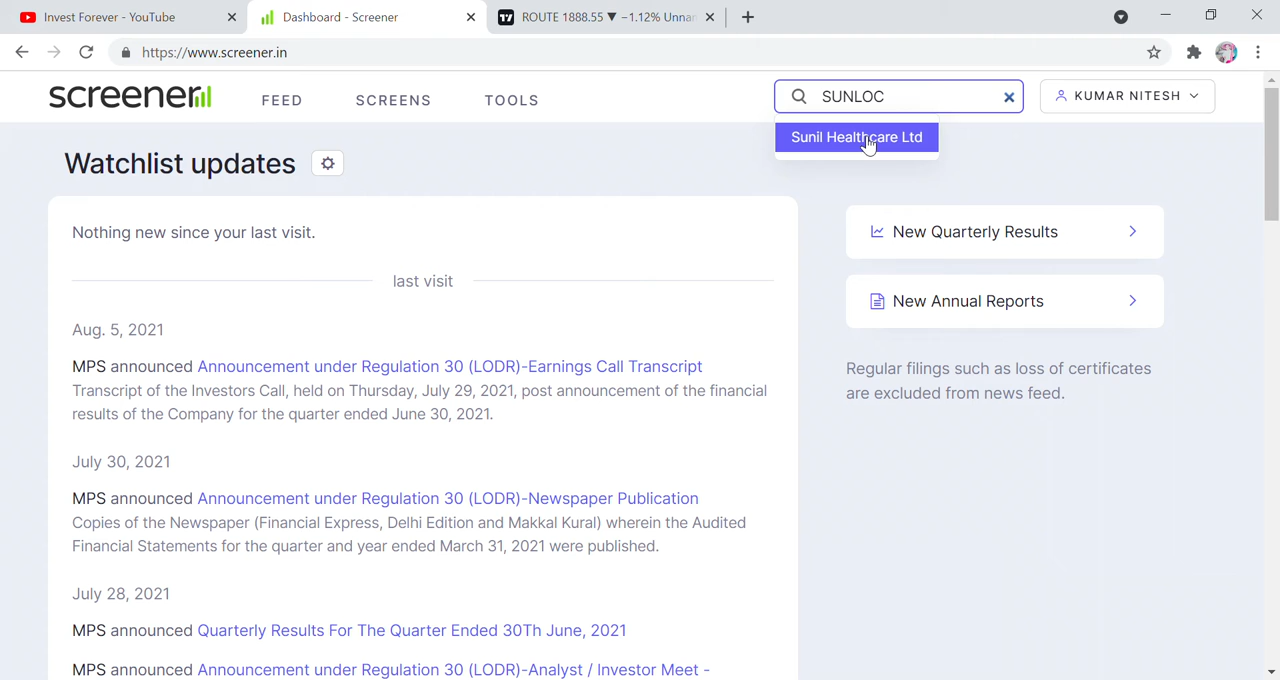 Invest Forever - YouTube
Dashboard - Screener
ROUTE 1888.55 ▼ −1.12% Unnar
https://www.screener.in
screener
FEED
SCREENS
TOOLS
SUNLOC
KUMAR NITESH
Sunil Healthcare Ltd
Watchlist updates
Nothing new since your last visit.
last visit
Aug. 5, 2021
MPS announced Announcement under Regulation 30 (LODR)-Earnings Call Transcript
Transcript of the Investors Call, held on Thursday, July 29, 2021, post announcement of the financial
results of the Company for the quarter ended June 30, 2021.
July 30, 2021
MPS announced Announcement under Regulation 30 (LODR)-Newspaper Publication
Copies of the Newspaper (Financial Express, Delhi Edition and Makkal Kural) wherein the Audited
Financial Statements for the quarter and year ended March 31, 2021 were published.
July 28, 2021
MPS announced Quarterly Results For The Quarter Ended 30Th June, 2021
MPS announced Announcement under Regulation 30 (LODR)-Analyst / Investor Meet -
New Quarterly Results
New Annual Reports
Regular filings such as loss of certificates
are excluded from news feed.